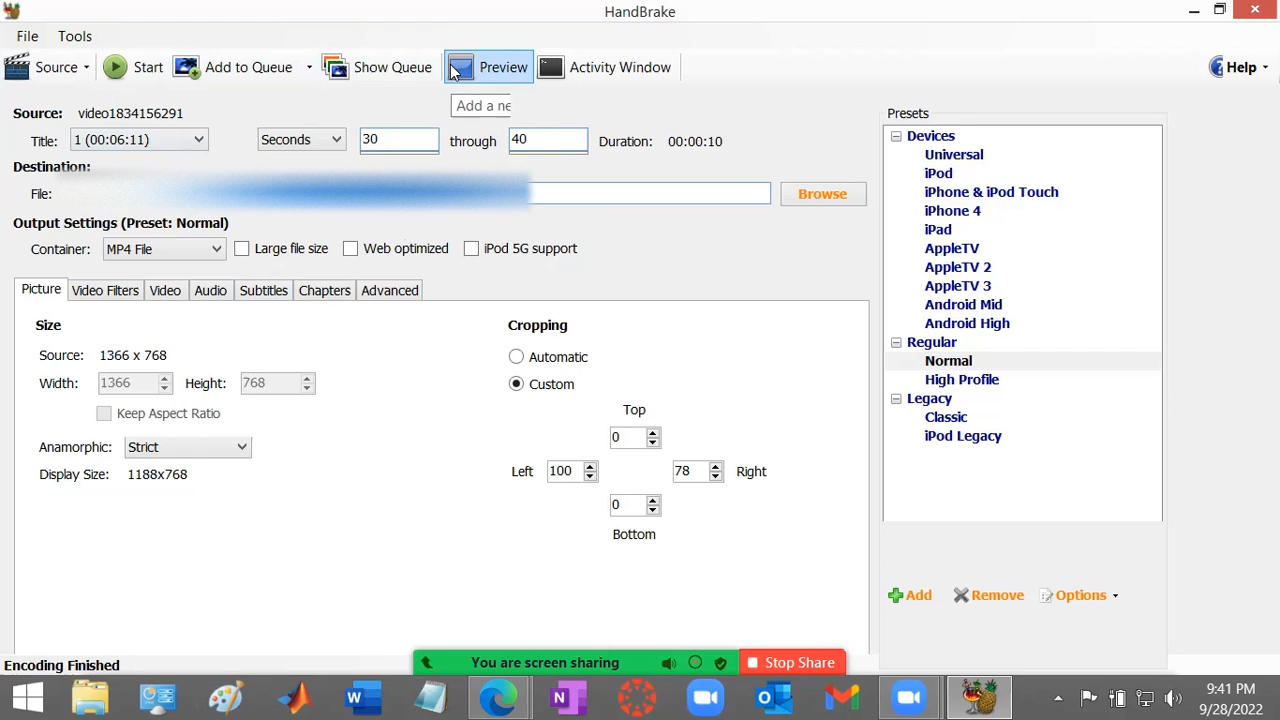 HandBrake
File Tools
Source Start Add to Queue Show Queue Preview Activity Window Help
Add a ne
Source: video1834156291
Title: 1 (00:06:11) Seconds 30 through 40 Duration: 00:00:10
Destination:
File: Browse
Output Settings (Preset: Normal)
Container: MP4 File Large file size Web optimized iPod 5G support
Picture Video Filters Video Audio Subtitles Chapters Advanced
Size
Source: 1366 x 768
Width: 1366 Height: 768
Keep Aspect Ratio
Anamorphic: Strict
Display Size: 1188x768
Cropping
Automatic
Custom
Top
0
Left 100 78 Right
0
Bottom
Presets
Devices
Universal
iPod
iPhone & iPod Touch
iPhone 4
iPad
AppleTV
AppleTV 2
AppleTV 3
Android Mid
Android High
Regular
Normal
High Profile
Legacy
Classic
iPod Legacy
Add Remove Options
Encoding Finished
You are screen sharing Stop Share
9:41 PM
9/28/2022